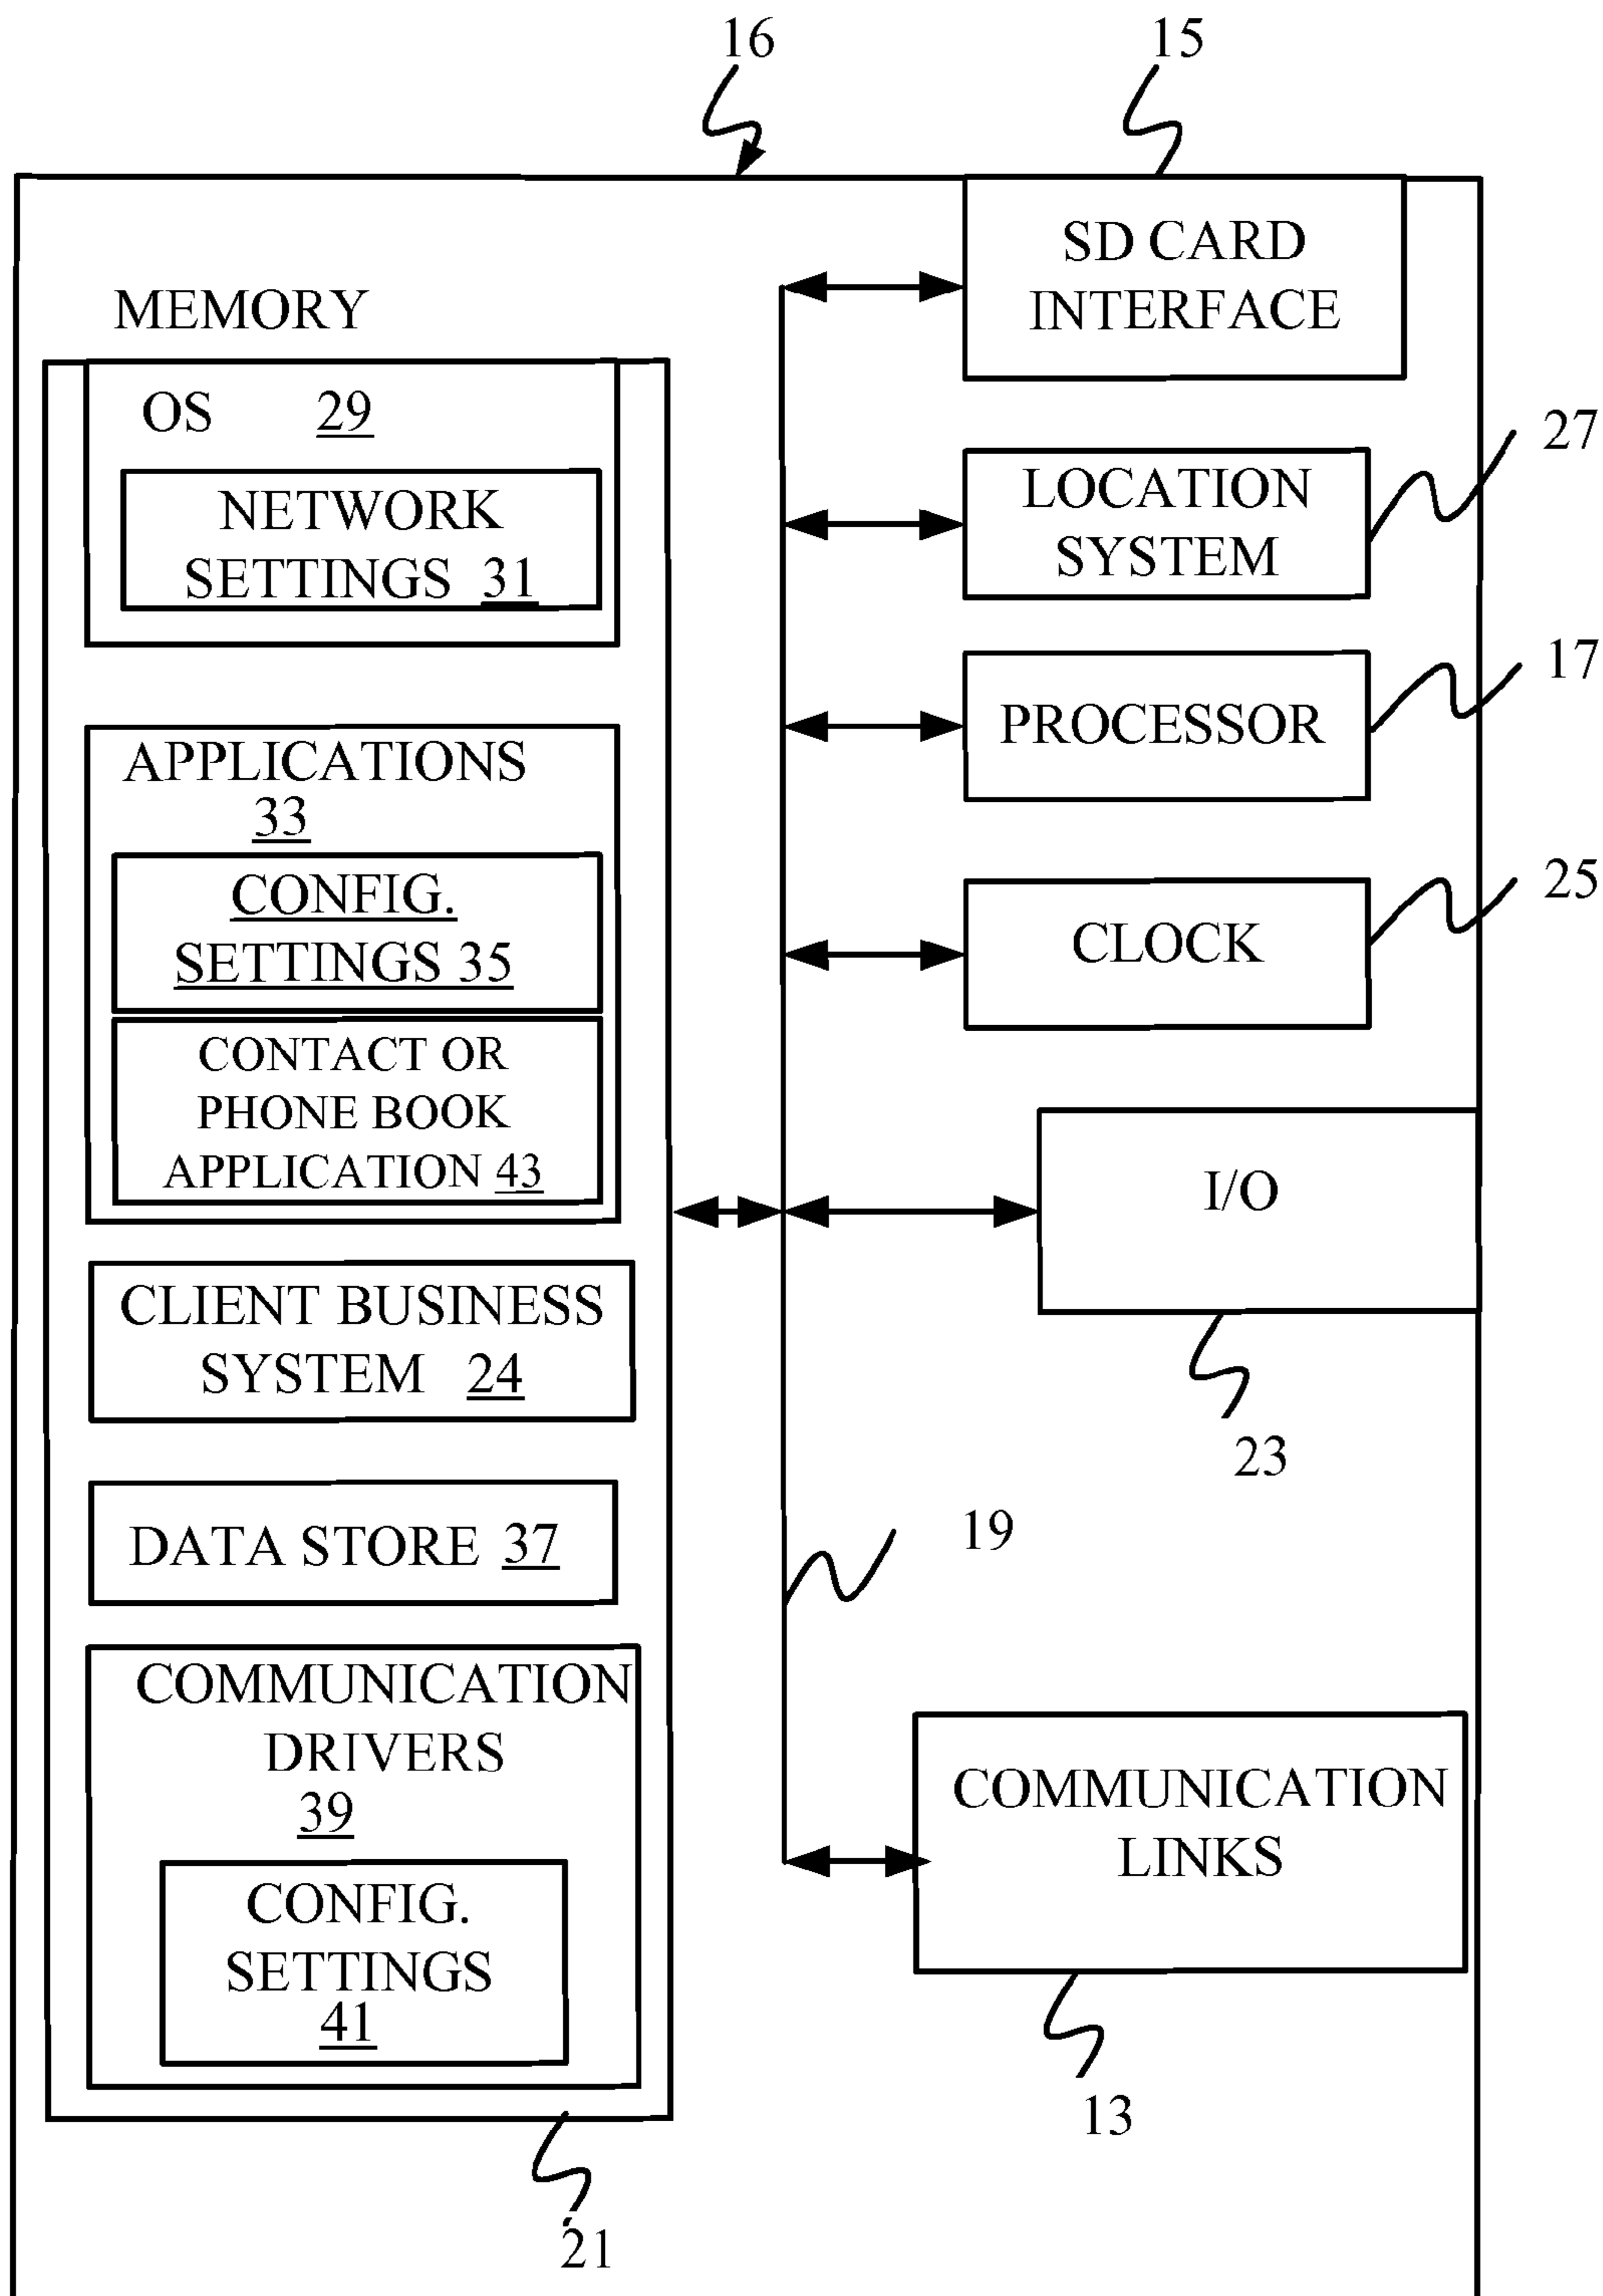 16
15
SD CARD
INTERFACE
MEMORY
OS 29
NETWORK
SETTINGS 31
27
LOCATION
SYSTEM
17
PROCESSOR
APPLICATIONS
33
CONFIG.
SETTINGS 35
25
CLOCK
CONTACT OR
PHONE BOOK
APPLICATION 43
I/O
23
CLIENT BUSINESS
SYSTEM 24
DATA STORE 37
19
COMMUNICATION
DRIVERS
39
CONFIG.
SETTINGS
41
COMMUNICATION
LINKS
13
21